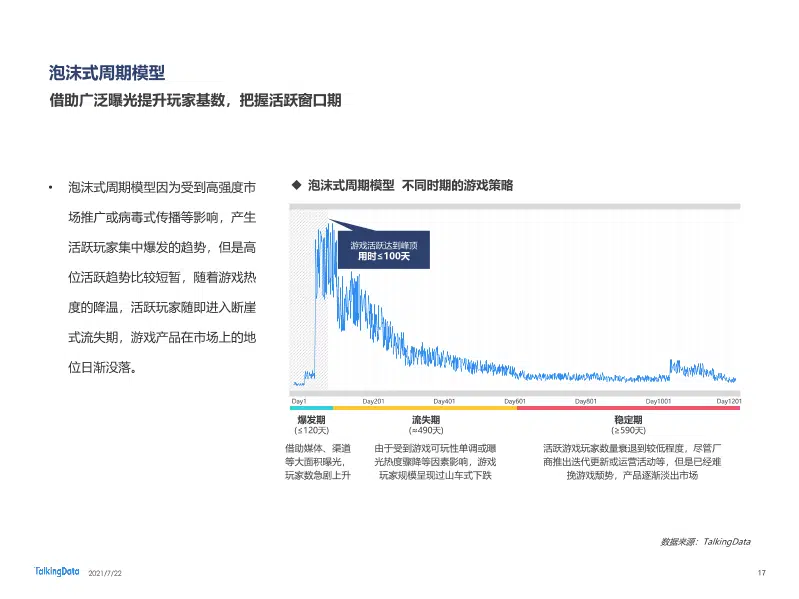 泡沫式周期模型
借助广泛曝光提升玩家基数，把握活跃窗口期
• 泡沫式周期模型因为受到高强度市
场推广或病毒式传播等影响，产生
活跃玩家集中爆发的趋势，但是高
位活跃趋势比较短暂，随着游戏热
度的降温，活跃玩家随即进入断崖
式流失期，游戏产品在市场上的地
位日渐没落。
◆ 泡沫式周期模型 不同时期的游戏策略
游戏活跃达到峰顶
用时≤100天
Day1 Day201 Day401 Day601 Day801 Day1001 Day1201
爆发期
(≤120天)
借助媒体、渠道
等大面积曝光，
玩家数急剧上升
流失期
(≈490天)
由于受到游戏可玩性单调或曝
光热度骤降等因素影响，游戏
玩家规模呈现过山车式下跌
稳定期
(≥590天)
活跃游戏玩家数量衰退到较低程度，尽管厂
商推出迭代更新或运营活动等，但是已经难
挽游戏颓势，产品逐渐淡出市场
数据来源：TalkingData
TalkingData 2021/7/22
17